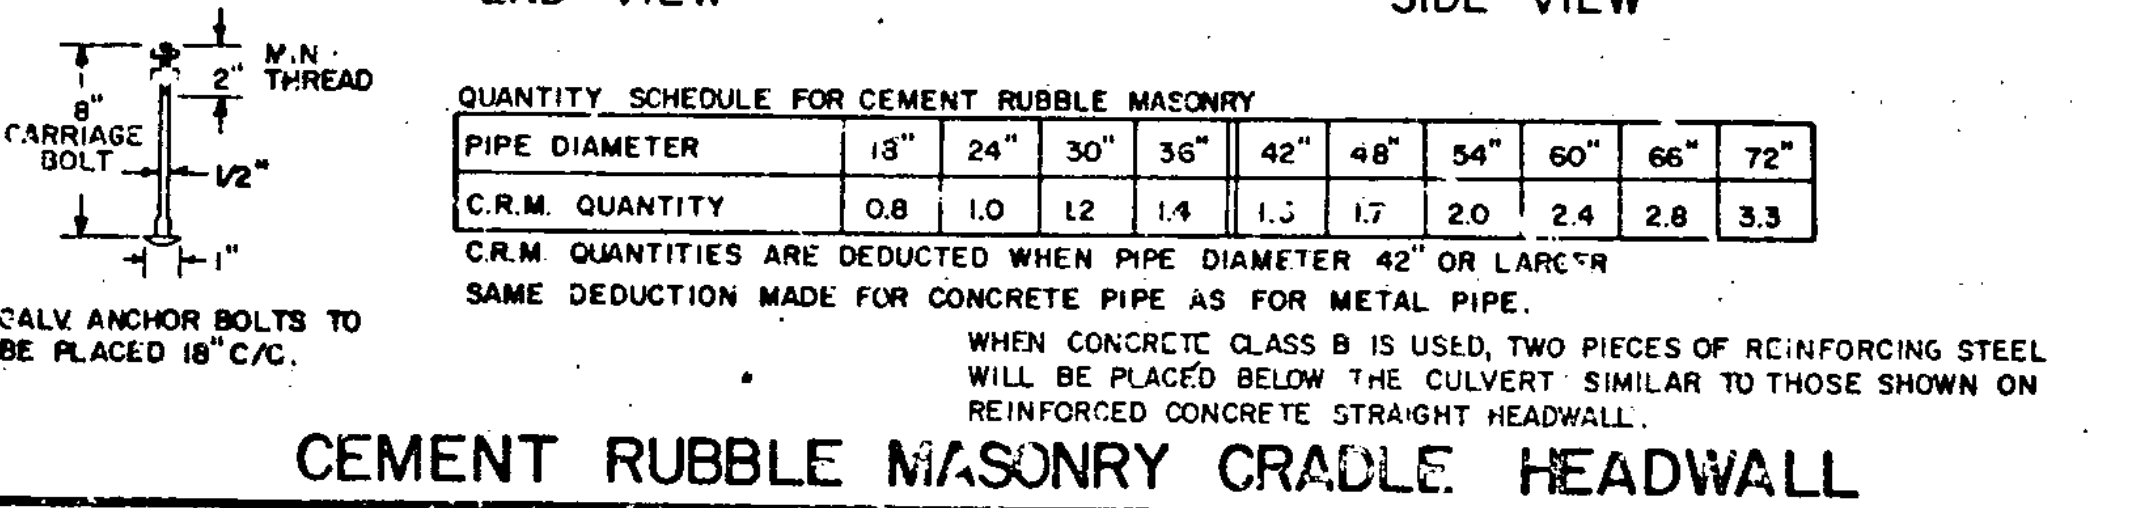 SIDE VIEW
MIN.
THREAD
2"
8"
CARRIAGE
BOLT
1/2"
1"
GALV. ANCHOR BOLTS TO
BE PLACED 18" C/C.
QUANTITY SCHEDULE FOR CEMENT RUBBLE MASONRY
PIPE DIAMETER 18" 24" 30" 36" 42" 48" 54" 60" 66" 72"
C.R.M. QUANTITY 0.8 1.0 1.2 1.4 1.7 2.0 2.4 2.8 3.3
C.R.M. QUANTITIES ARE DEDUCTED WHEN PIPE DIAMETER 42" OR LARGER
SAME DEDUCTION MADE FOR CONCRETE PIPE AS FOR METAL PIPE.
WHEN CONCRETE CLASS B IS USED, TWO PIECES OF REINFORCING STEEL
WILL BE PLACED BELOW THE CULVERT SIMILAR TO THOSE SHOWN ON
REINFORCED CONCRETE STRAIGHT HEADWALL.
CEMENT RUBBLE MASONRY CRADLE HEADWALL